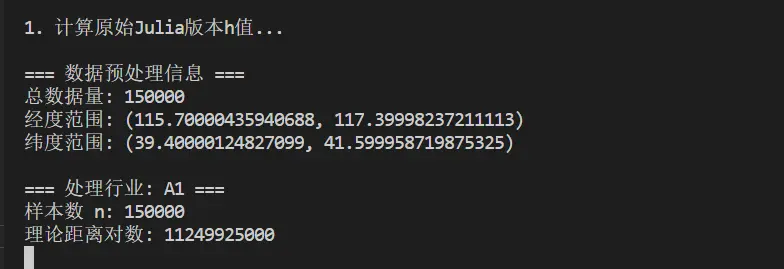 1. 计算原始Julia版本h值...
=== 数据预处理信息 ===
总数据量: 150000
经度范围: (115.70000435940688, 117.39998237211113)
纬度范围: (39.40000124827099, 41.599958719875325)
=== 处理行业: A1 ===
样本数 n: 150000
理论距离对数: 11249925000